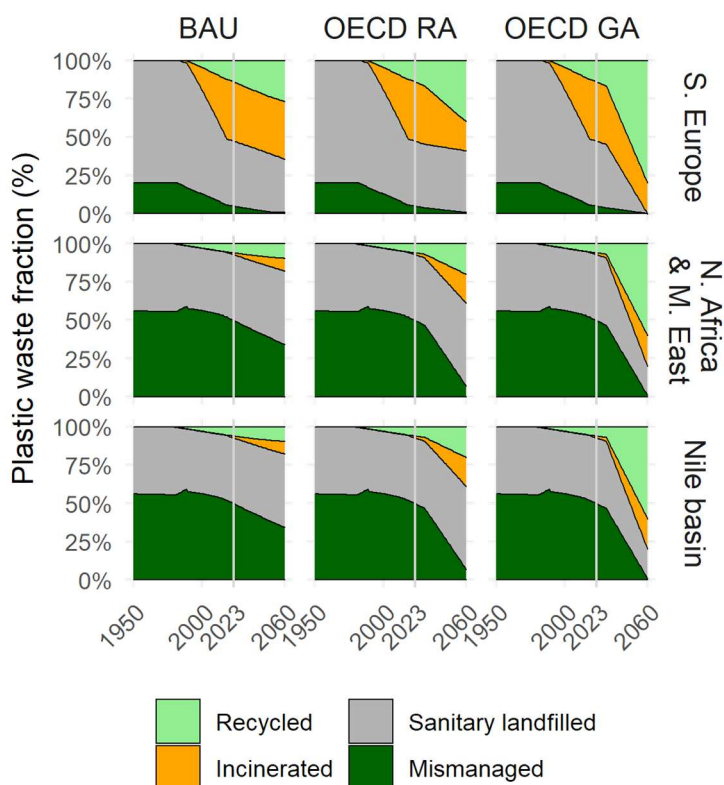 BAU OECD RA OECD GA
Plastic waste fraction (%)
100%
75%
50%
25%
0%
S. Europe
100%
75%
50%
25%
0%
N. Africa
& M. East
100%
75%
50%
25%
0%
Nile basin
1950 2000 2023 2060 1950 2000 2023 2060 1950 2000 2023 2060
Recycled Sanitary landfilled
Incinerated Mismanaged